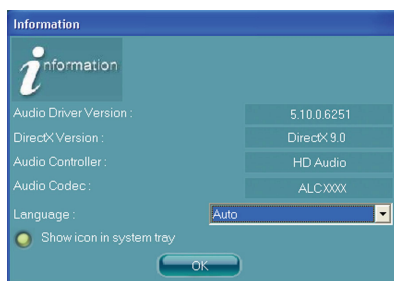 Information
information
Audio Driver Version : 5.10.0.6251
DirectX Version : DirectX 9.0
Audio Controller : HD Audio
Audio Codec : ALCXXXX
Language : Auto
Show icon in system tray
OK